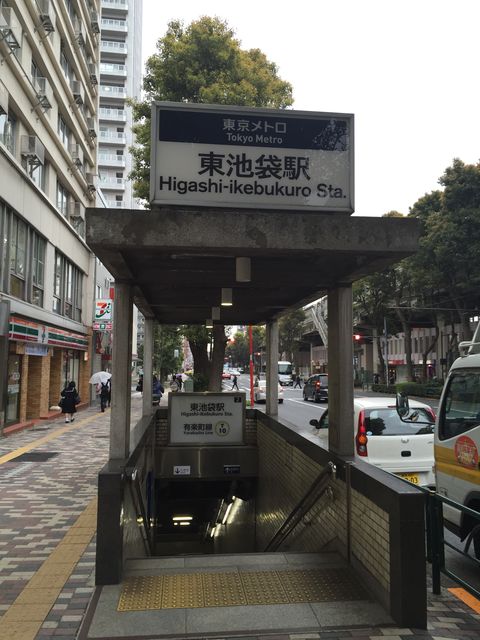 東京メトロ
Tokyo Metro
東池袋駅
Higashi-ikebukuro Sta.
東池袋駅
Higashi-ikebukuro Sta.
有楽町線
Yurakucho Line
Y
10
7